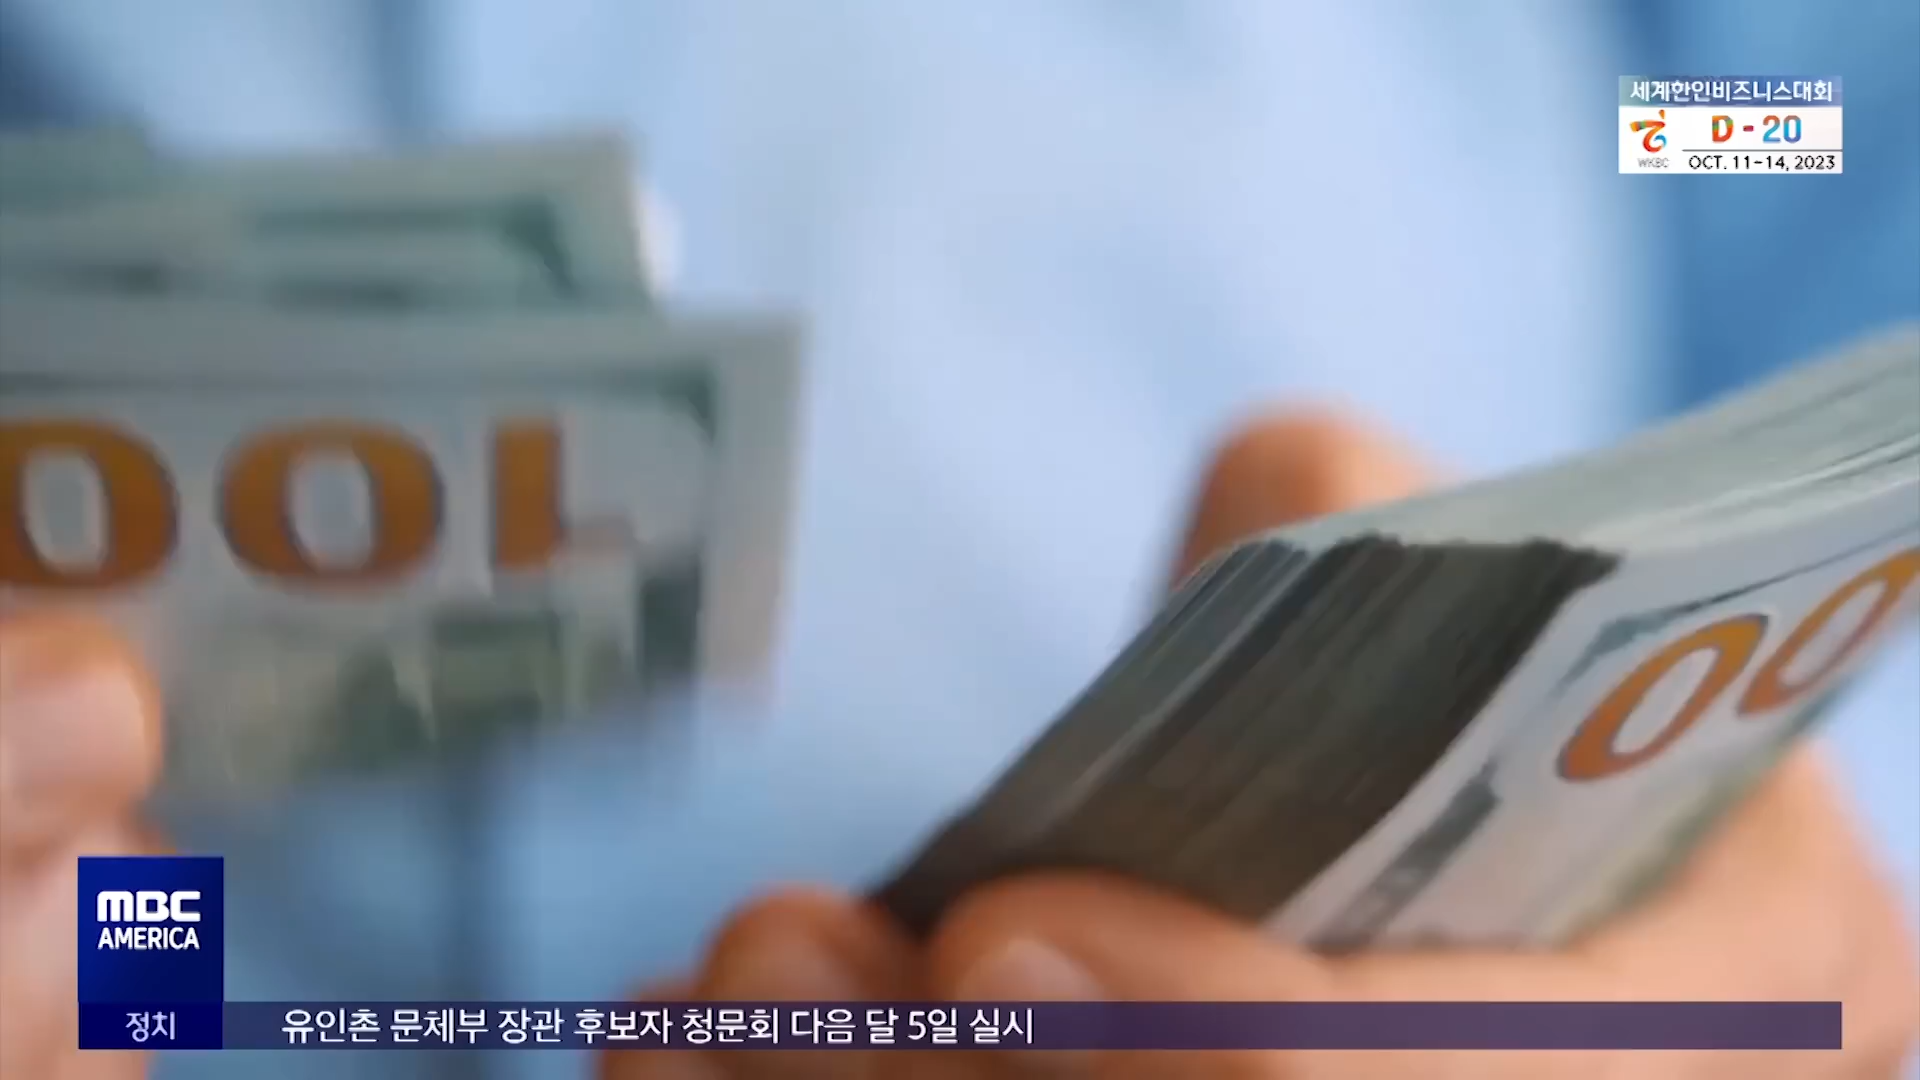 세계한인비즈니스대회
D-20
WKBC
OCT. 11-14, 2023
100
00
MBC
AMERICA
정치
유인촌 문체부 장관 후보자 청문회 다음 달 5일 실시